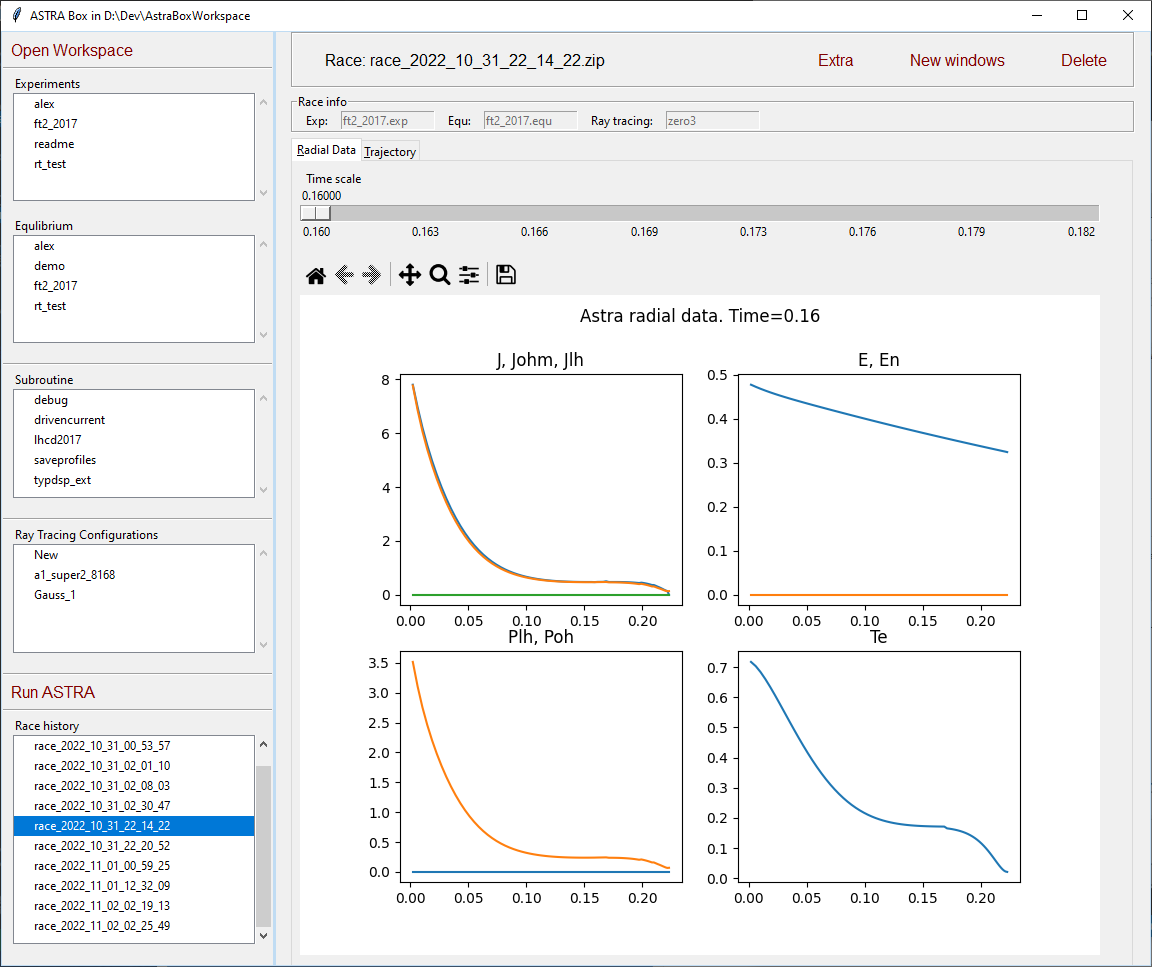 ASTRA Box in D:\Dev\AstraBoxWorkspace
Open Workspace
Experiments
alex
ft2_2017
readme
rt_test
Equlibrium
alex
demo
ft2_2017
rt_test
Subroutine
debug
drivencurrent
lhcd2017
saveprofiles
typdsp_ext
Ray Tracing Configurations
New
a1_super2_8168
Gauss_1
Run ASTRA
Race history
race_2022_10_31_00_53_57
race_2022_10_31_02_01_10
race_2022_10_31_02_08_03
race_2022_10_31_02_30_47
race_2022_10_31_22_14_22
race_2022_10_31_22_20_52
race_2022_11_01_00_59_25
race_2022_11_01_12_32_09
race_2022_11_02_02_19_13
race_2022_11_02_02_25_49
Race: race_2022_10_31_22_14_22.zip Extra New windows Delete
Race info
Exp: ft2_2017.exp Equ: ft2_2017.equ Ray tracing: zero3
Radial Data Trajectory
Time scale
0.16000
0.160 0.163 0.166 0.169 0.173 0.176 0.179 0.182
Astra radial data. Time=0.16
J, Johm, Jlh
8
6
4
2
0
0.00 0.05 0.10 0.15 0.20
E, En
0.5
0.4
0.3
0.2
0.1
0.0
0.00 0.05 0.10 0.15 0.20
Plh, Poh
3.5
3.0
2.5
2.0
1.5
1.0
0.5
0.0
0.00 0.05 0.10 0.15 0.20
Te
0.7
0.6
0.5
0.4
0.3
0.2
0.1
0.0
0.00 0.05 0.10 0.15 0.20